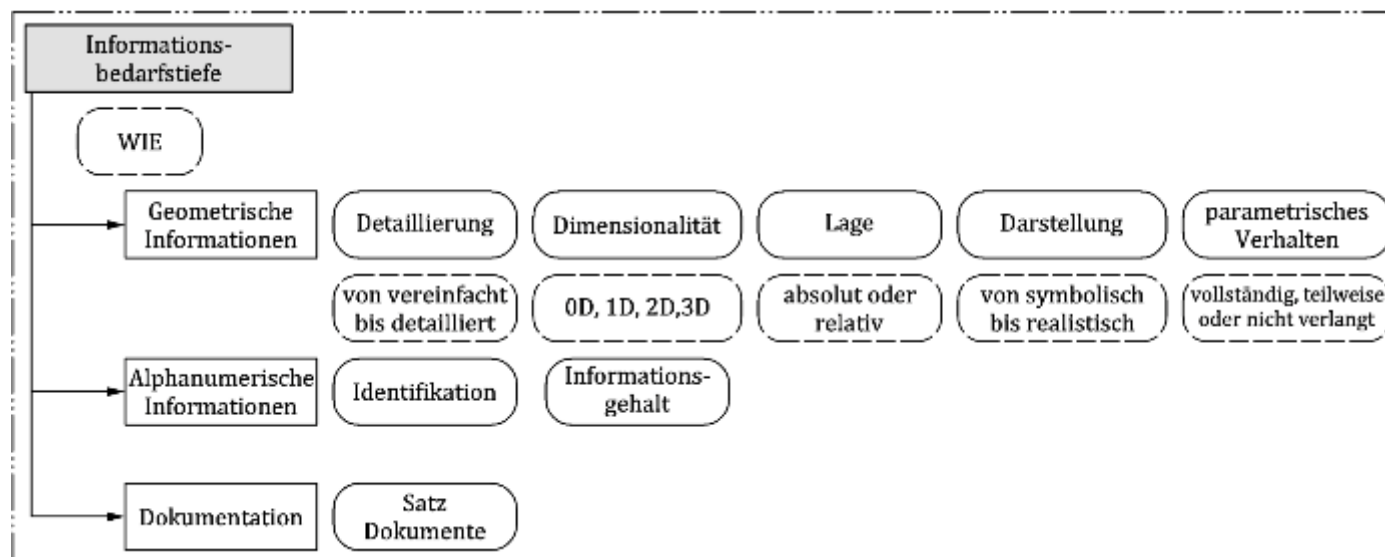 Informations-
bedarfstiefe
WIE
Geometrische
Informationen
Detaillierung
Dimensionalität
Lage
Darstellung
parametrisches
Verhalten
von vereinfacht
bis detailliert
0D, 1D, 2D,3D
absolut oder
relativ
von symbolisch
bis realistisch
vollständig, teilweise
oder nicht verlangt
Alphanumerische
Informationen
Identifikation
Informations-
gehalt
Dokumentation
Satz
Dokumente